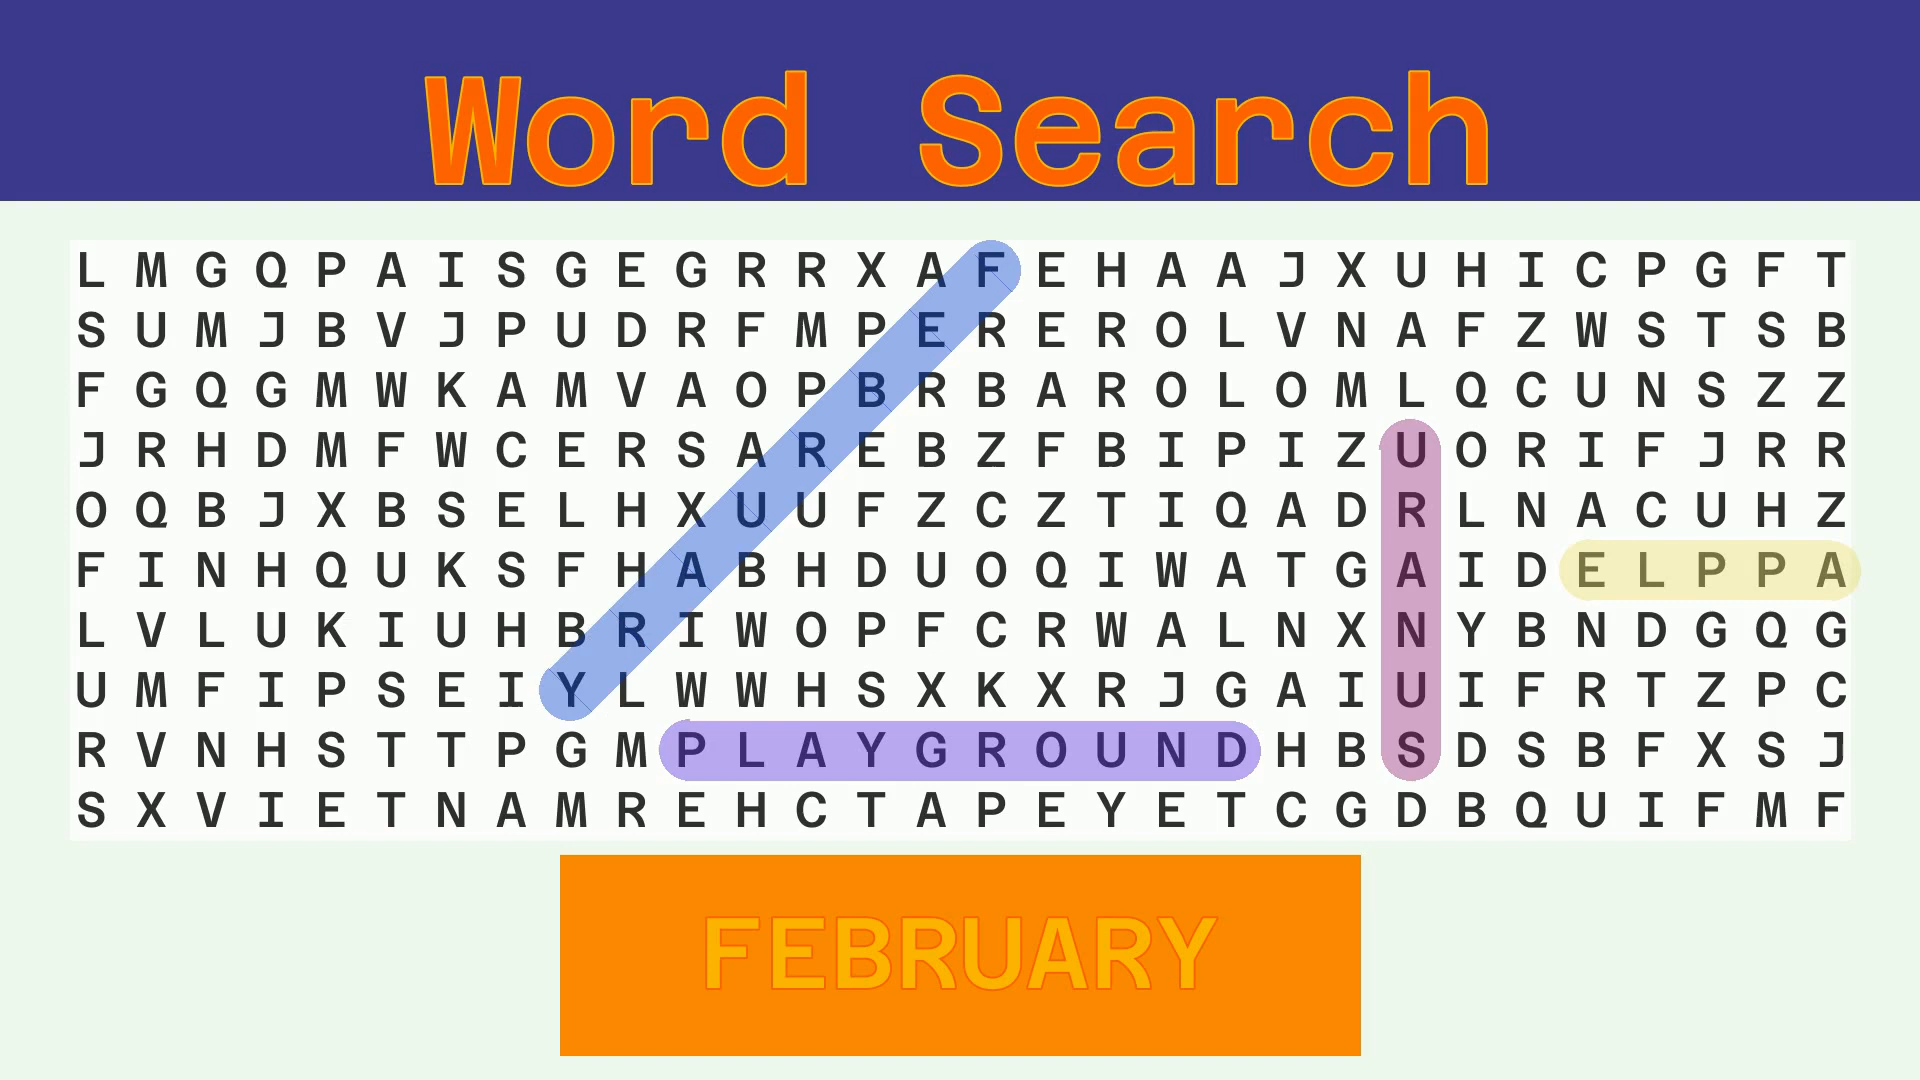 Word Search
L M G Q P A I S G E G R R X A F E H A A J X U H I C P G F T
S U M J B V J P U D R F M P E R E R O L V N A F Z W S T S B
F G Q G M W K A M V A O P B R B A R O L O M L Q C U N S Z Z
J R H D M F W C E R S A R E B Z F B I P I Z U O R I F J R R
O Q B J X B S E L H X U U F Z C Z T I Q A D R L N A C U H Z
F I N H Q U K S F H A B H D U O Q I W A T G A I D E L P P A
L V L U K I U H B R I W O P F C R W A L N X N Y B N D G Q G
U M F I P S E I Y L W W H S X K X R J G A I U I F R T Z P C
R V N H S T T P G M P L A Y G R O U N D H B S D S B F X S J
S X V I E T N A M R E H C T A P E Y E T C G D B Q U I F M F
FEBRUARY